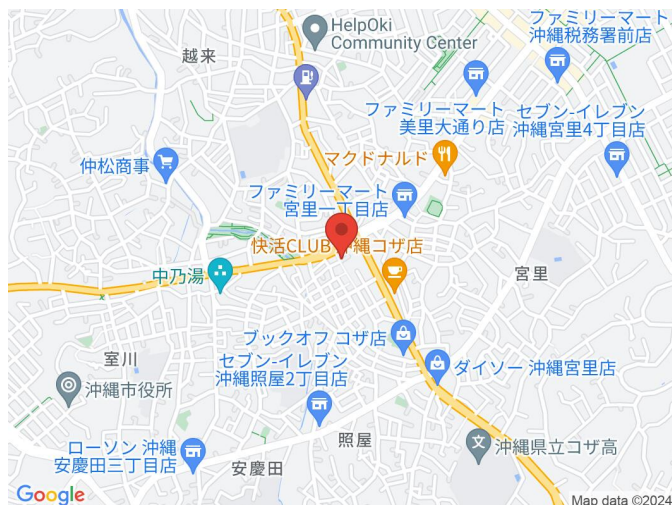 HelpOki
Community Center
ファミリーマート
沖縄税務署前店
越来
ファミリーマート
美里大通り店
セブン-イレブン
沖縄宮里4丁目店
マクドナルド
仲松商事
ファミリーマート
宮里一丁目店
快活CLUB 沖縄コザ店
中乃湯
宮里
ブックオフ コザ店
室川
セブン-イレブン
沖縄照屋2丁目店
ダイソー 沖縄宮里店
沖縄市役所
照屋
ローソン 沖縄
安慶田三丁目店
安慶田
文
沖縄県立コザ高
Google
Map data ©2024